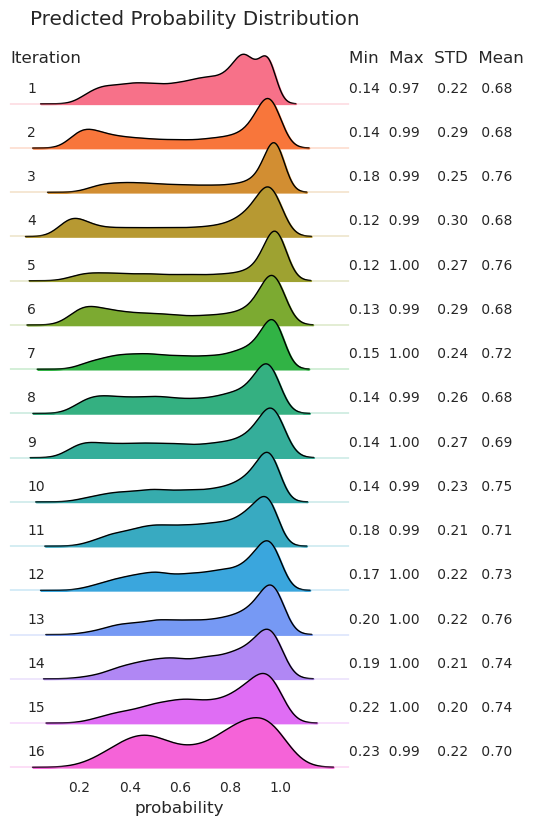 Predicted Probability Distribution
Iteration Min Max STD Mean
1 0.14 0.97 0.22 0.68
2 0.14 0.99 0.29 0.68
3 0.18 0.99 0.25 0.76
4 0.12 0.99 0.30 0.68
5 0.12 1.00 0.27 0.76
6 0.13 0.99 0.29 0.68
7 0.15 1.00 0.24 0.72
8 0.14 0.99 0.26 0.68
9 0.14 1.00 0.27 0.69
10 0.14 0.99 0.23 0.75
11 0.18 0.99 0.21 0.71
12 0.17 1.00 0.22 0.73
13 0.20 1.00 0.22 0.76
14 0.19 1.00 0.21 0.74
15 0.22 1.00 0.20 0.74
16 0.23 0.99 0.22 0.70
0.2 0.4 0.6 0.8 1.0
probability